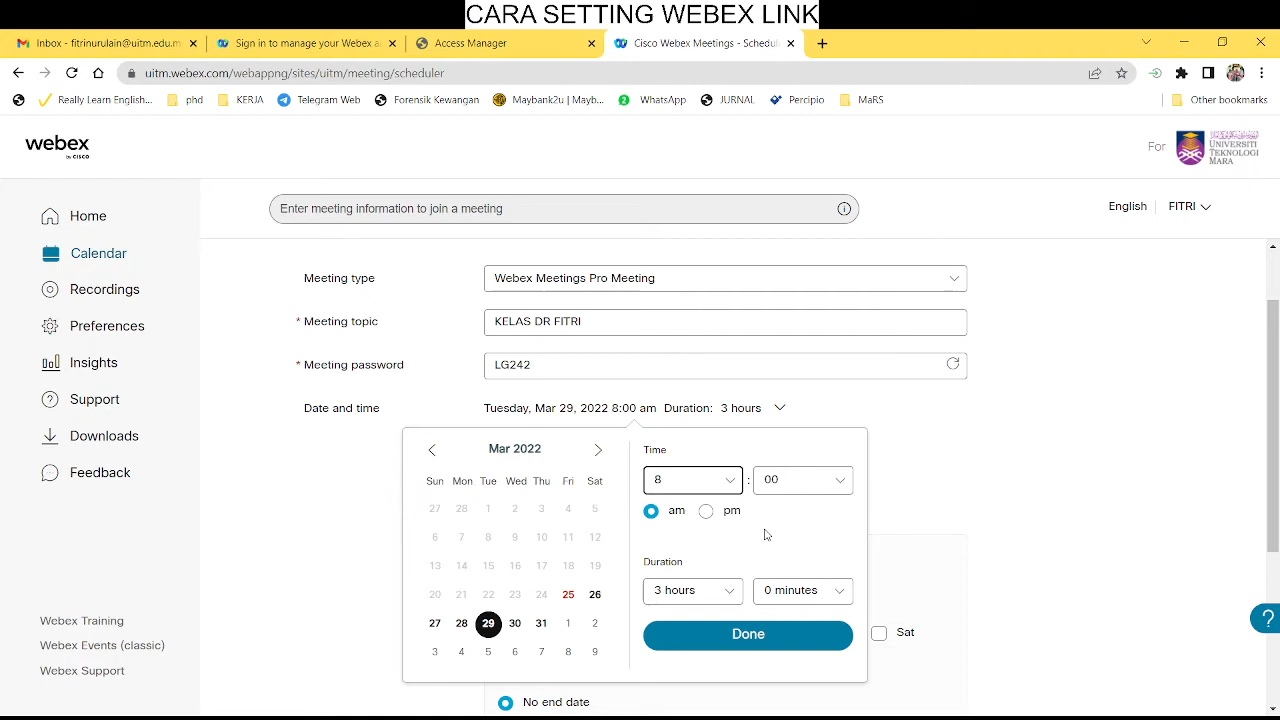 CARA SETTING WEBEX LINK
Inbox - fitrinurulain@uitm.edu.m
Sign in to manage your Webex a
Access Manager
Cisco Webex Meetings - Schedul
uitm.webex.com/webappng/sites/uitm/meeting/scheduler
Really Learn English... phd KERJA Telegram Web Forensik Kewangan Maybank2u | Mayb... WhatsApp JURNAL Percipio MaRS Other bookmarks
webex
by CISCO
For
UNIVERSITI
TEKNOLOGI
MARA
Enter meeting information to join a meeting
English FITRI
Home
Calendar
Recordings
Preferences
Insights
Support
Downloads
Feedback
Webex Training
Webex Events (classic)
Webex Support
Meeting type Webex Meetings Pro Meeting
* Meeting topic KELAS DR FITRI
* Meeting password LG242
Date and time Tuesday, Mar 29, 2022 8:00 am Duration: 3 hours
Mar 2022
Sun Mon Tue Wed Thu Fri Sat
27 28 1 2 3 4 5
6 7 8 9 10 11 12
13 14 15 16 17 18 19
20 21 22 23 24 25 26
27 28 29 30 31 1 2
3 4 5 6 7 8 9
Time
8 : 00
am pm
Duration
3 hours 0 minutes
Done
Sat
No end date
?